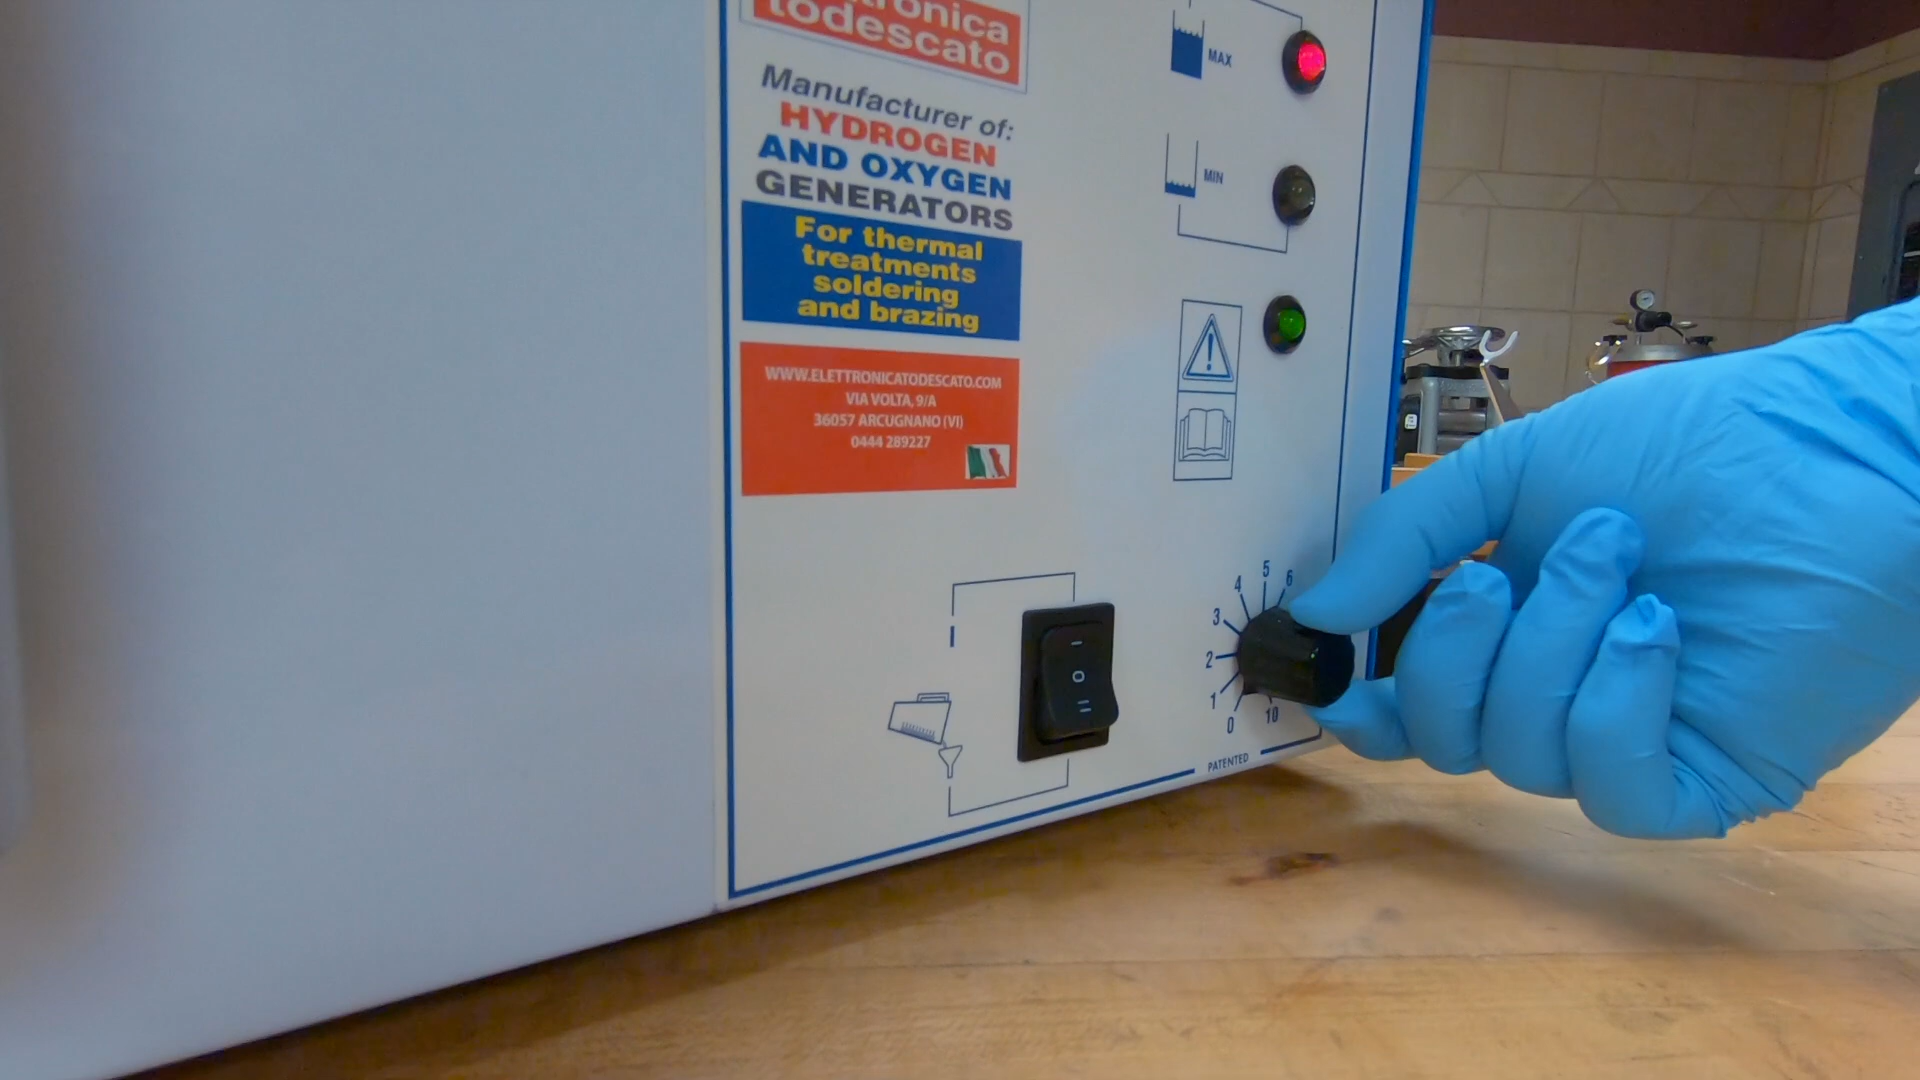 todescato
Manufacturer of:
HYDROGEN
AND OXYGEN
GENERATORS
For thermal
treatments
soldering
and brazing
WWW.ELETTRONICATODESCATO.COM
VIA VOLTA, 9/A
36057 ARCUGNANO (VI)
0444 289227
MAX
MIN
I
O
II
0
1
2
3
4
5
6
10
PATENTED